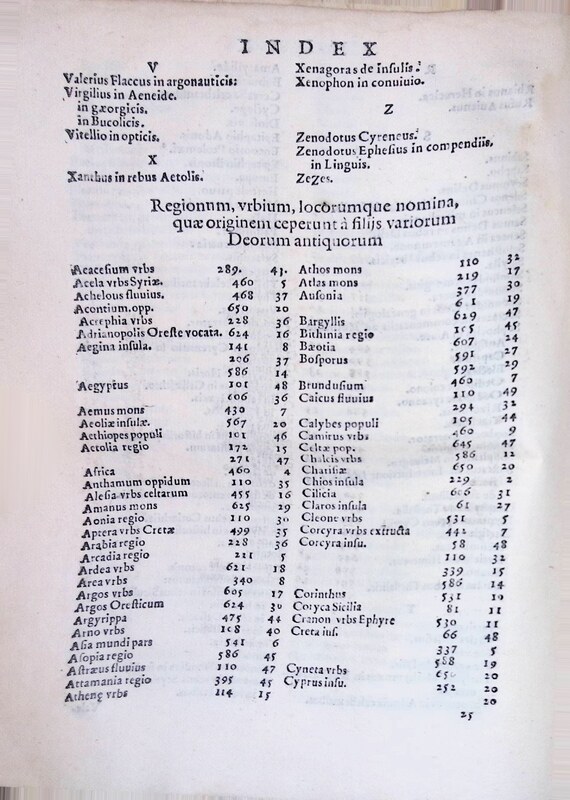 INDEX
V
Valerius Flaccus in argonauticis:
Virgilius in Aeneide.
in gæorgicis.
in Bucolicis.
Vitellio in opticis.
X
Xanthus in rebus Aetolis.
Xenagoras de insulis.
Xenophon in conuiuio.
Z
Zenodotus Cyreneus.
Zenodotus Ephesius in compendiis,
in Linguis.
Zezes.
Regionum, vrbium, locorumque nomina,
quæ originem ceperunt à filijs variorum
Deorum antiquorum
Acacesium vrbs 289. 43.
Acela vrbs Syriæ. 460 5
Achelous fluuius. 468 37
Acontium.opp. 650 20
Acrephia vrbs 228 36
Adrianopolis Oreste vocata. 624 16
Aegina insula. 141 8
206 37
586 14
Aegyptus 101 48
606 36
Aemus mons 430 7
Aeoliæ insulæ. 567 20
Aethiopes populi 101 46
Aetolia regio 172 15
271 47
Africa 460 4
Anthamum oppidum 110 35
Alesia vrbs celtarum 455 16
Amanus mons 625 29
Aonia regio 110 30
Aptera vrbs Cretæ 499 35
Arabia regio 228 36
Arcadia regio 211 5
Ardea vrbs 621 18
Area vrbs 340 8
Argos vrbs 605 17
Argos Oresticum 624 30
Argyrippa 475 44
Arno vrbs 108 40
Asia mundi pars 541 6
Asopia regio 586 45
Astræus fluuius 110 47
Attamania regio 395 45
Athenę vrbs 114 15
Athos mons 110 32
Atlas mons 219 17
Ausonia 377 30
61 19
Bargyllis 629 47
Bithinia regio 105 45
Bæotia 607 24
Bosporus 591 27
592 29
Brundusium 460 7
Caicus fluuius 110 49
294 32
Calybes populi 105 44
Camirus vrbs 460 9
Celtæ pop. 645 47
Chalcis vrbs 586 12
Charisiæ 650 20
Chios insula 229 2
Cilicia 606 31
Claros insula 61 27
Cleone vrbs 531 5
Corcyra vrbs extructa 442 7
Corcyra insu. 58 48
110 32
339 15
586 14
Corinthus 531 10
Coryca Sicilia 81 11
Cranon vrbs Ephyre 530 11
Creta ins. 66 48
337 5
588 19
Cyneta vrbs 650 20
Cyprus insu. 252 20
20
25